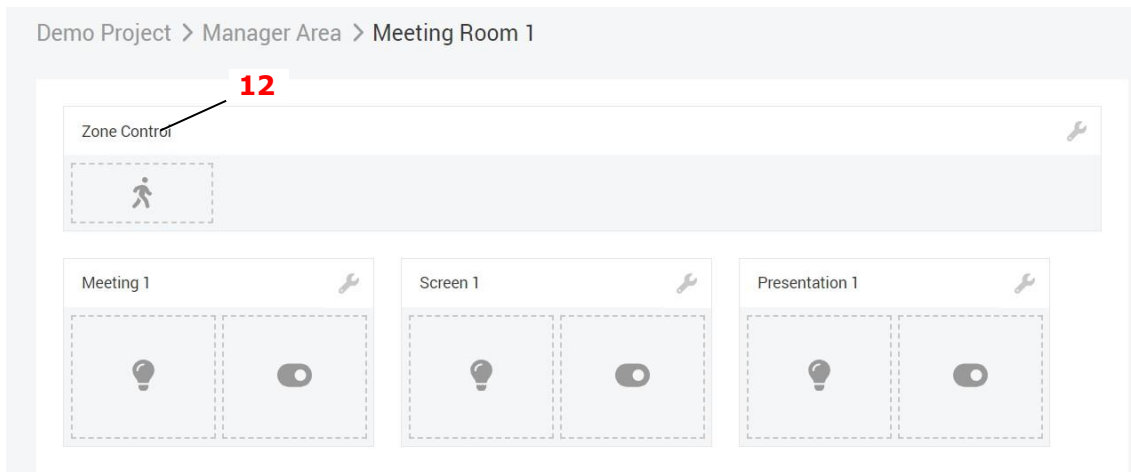 Demo Project > Manager Area > Meeting Room 1
12
Zone Control
Meeting 1
Screen 1
Presentation 1